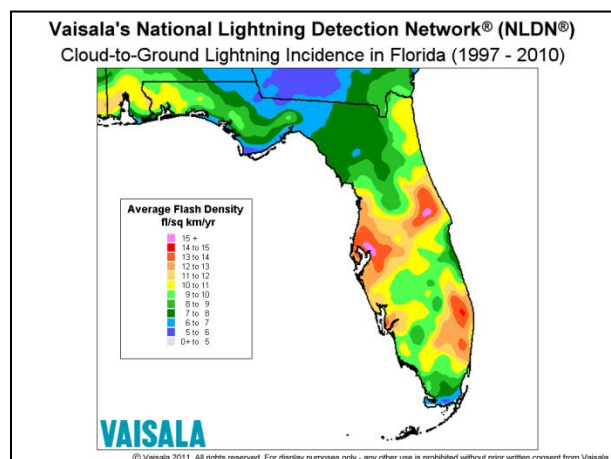 Vaisala's National Lightning Detection Network® (NLDN®)
Cloud-to-Ground Lightning Incidence in Florida (1997 - 2010)
Average Flash Density
fl/sq km/yr
15 +
14 to 15
13 to 14
12 to 13
11 to 12
10 to 11
9 to 10
8 to 9
7 to 8
6 to 7
5 to 6
0+ to 5
VAISALA
© Vaisala 2011. All rights reserved. For display purposes only - any other use is prohibited without prior written consent from Vaisala